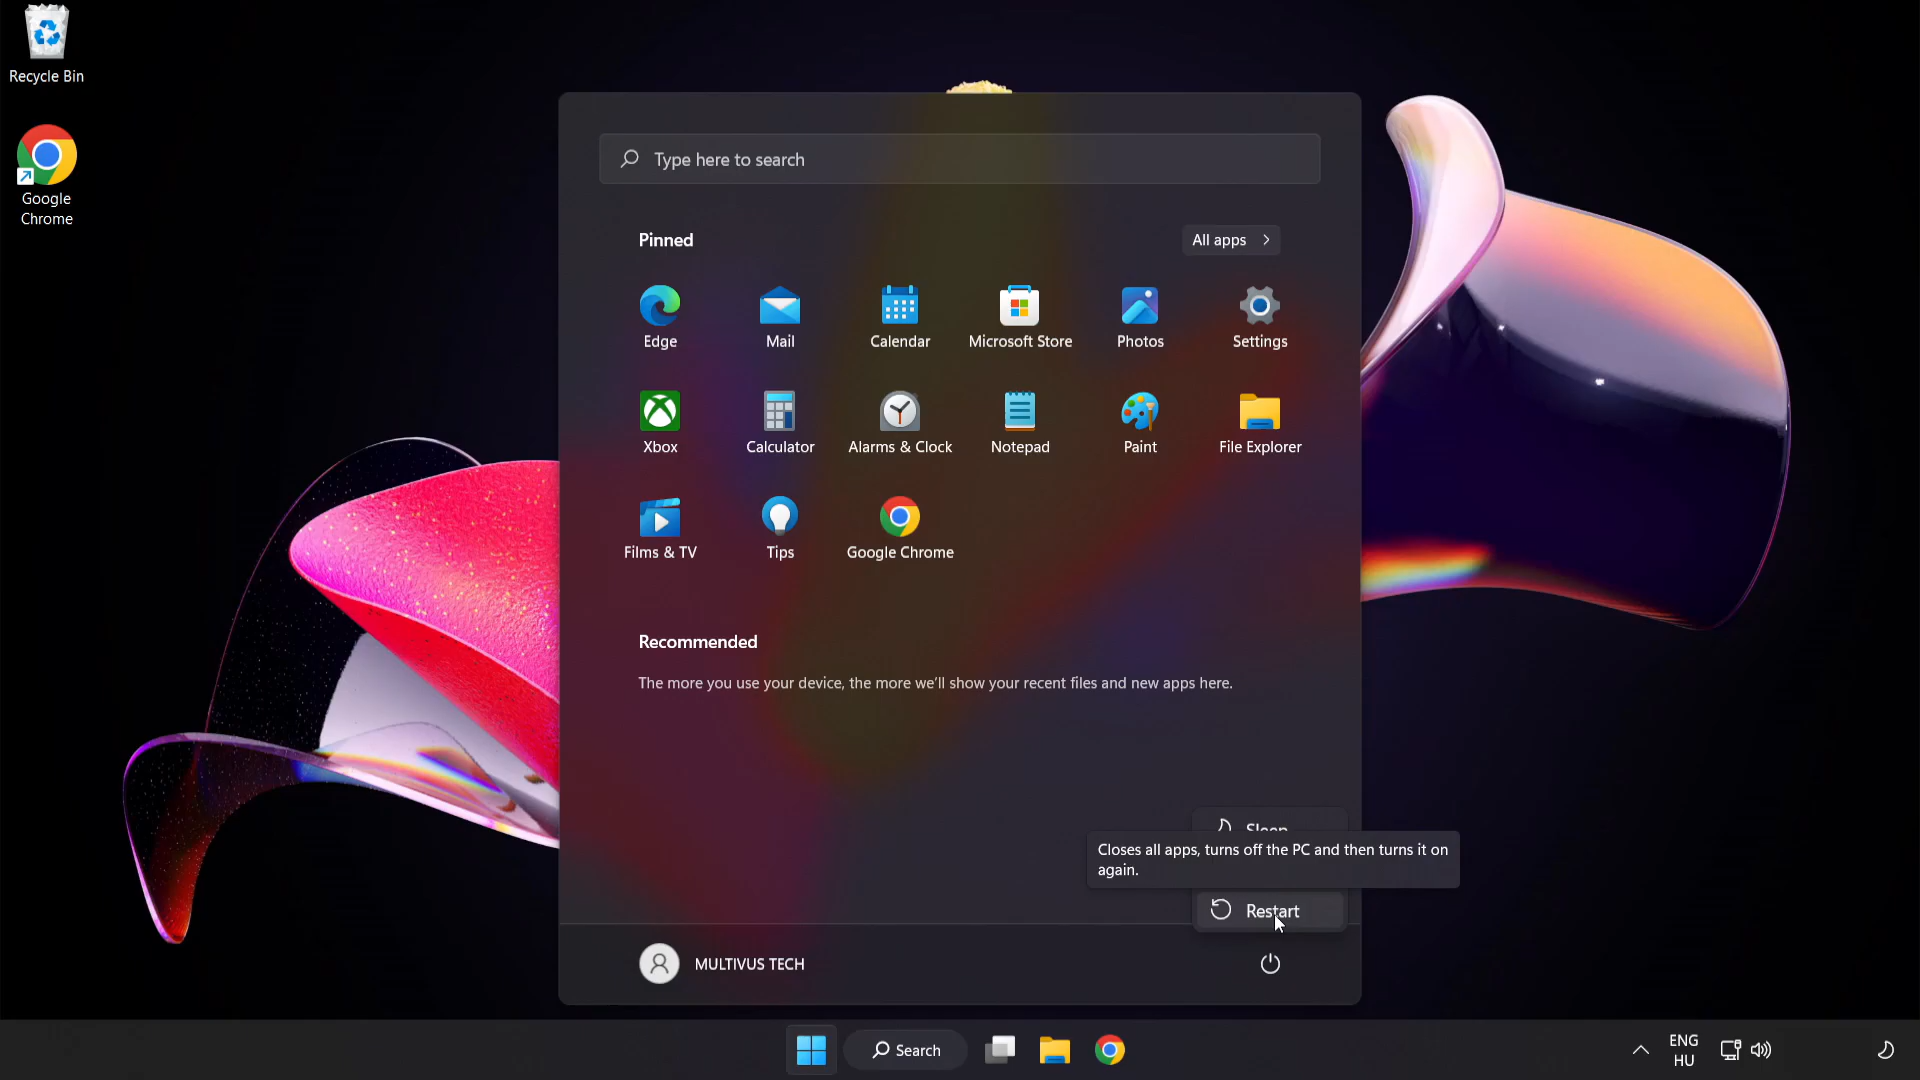 Recycle Bin
Google
Chrome
Type here to search
Pinned
All apps
Edge
Mail
Calendar
Microsoft Store
Photos
Settings
Xbox
Calculator
Alarms & Clock
Notepad
Paint
File Explorer
Films & TV
Tips
Google Chrome
Recommended
The more you use your device, the more we'll show your recent files and new apps here.
Sleep
Closes all apps, turns off the PC and then turns it on
again.
Restart
MULTIVUS TECH
Search
ENG
HU